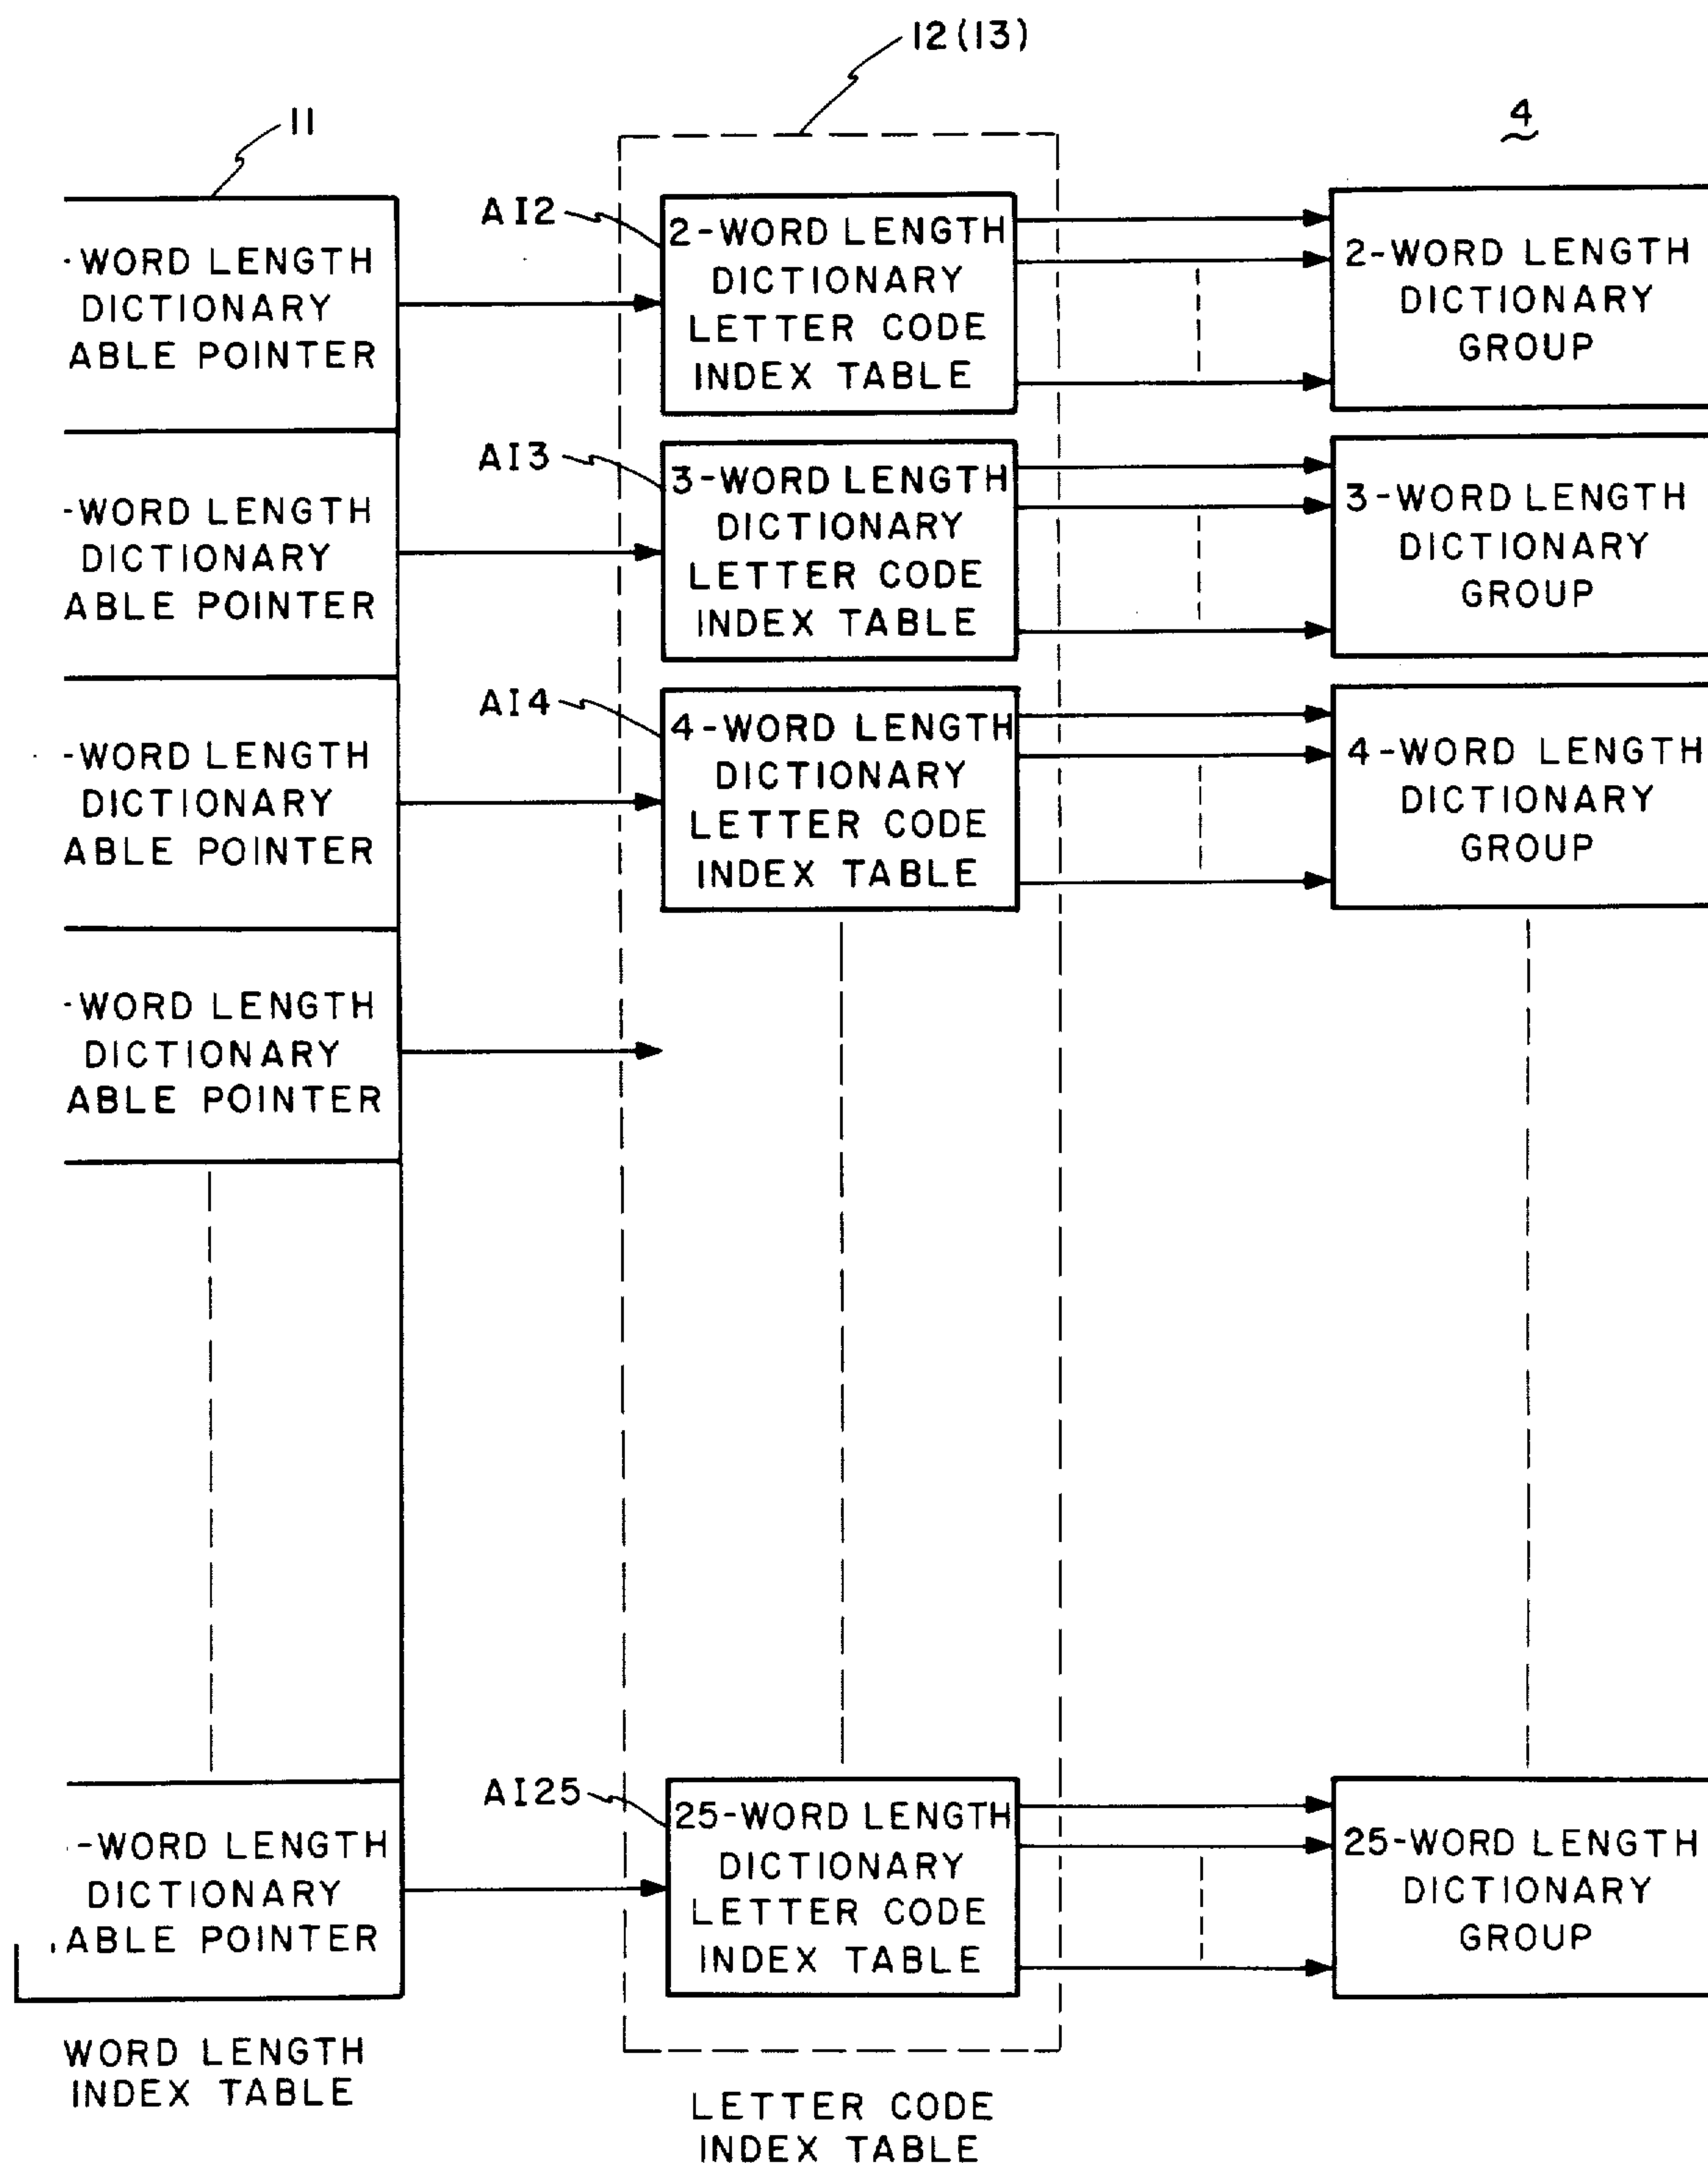 12(13)
11
4
-WORD LENGTH
DICTIONARY
ABLE POINTER
AI2
2-WORD LENGTH
DICTIONARY
LETTER CODE
INDEX TABLE
2-WORD LENGTH
DICTIONARY
GROUP
-WORD LENGTH
DICTIONARY
ABLE POINTER
AI3
3-WORD LENGTH
DICTIONARY
LETTER CODE
INDEX TABLE
3-WORD LENGTH
DICTIONARY
GROUP
-WORD LENGTH
DICTIONARY
ABLE POINTER
AI4
4-WORD LENGTH
DICTIONARY
LETTER CODE
INDEX TABLE
4-WORD LENGTH
DICTIONARY
GROUP
-WORD LENGTH
DICTIONARY
ABLE POINTER
-WORD LENGTH
DICTIONARY
ABLE POINTER
AI25
25-WORD LENGTH
DICTIONARY
LETTER CODE
INDEX TABLE
25-WORD LENGTH
DICTIONARY
GROUP
WORD LENGTH
INDEX TABLE
LETTER CODE
INDEX TABLE